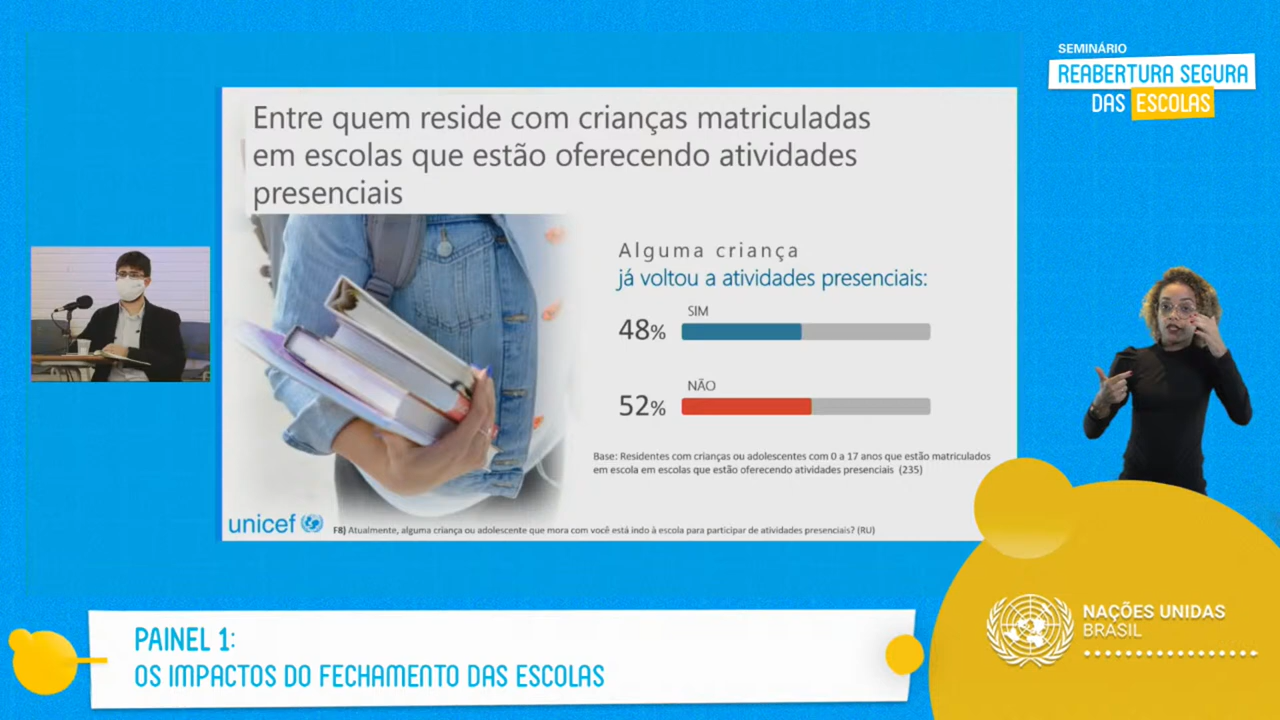 SEMINÁRIO
REABERTURA SEGURA
DAS ESCOLAS
Entre quem reside com crianças matriculadas
em escolas que estão oferecendo atividades
presenciais
Alguma criança
já voltou a atividades presenciais:
SIM
48%
NÃO
52%
Base: Residentes com crianças ou adolescentes com 0 a 17 anos que estão matriculados
em escola em escolas que estão oferecendo atividades presenciais (235)
unicef
F8) Atualmente, alguma criança ou adolescente que mora com você está indo à escola para participar de atividades presenciais? (RU)
PAINEL 1:
OS IMPACTOS DO FECHAMENTO DAS ESCOLAS
NAÇÕES UNIDAS
BRASIL